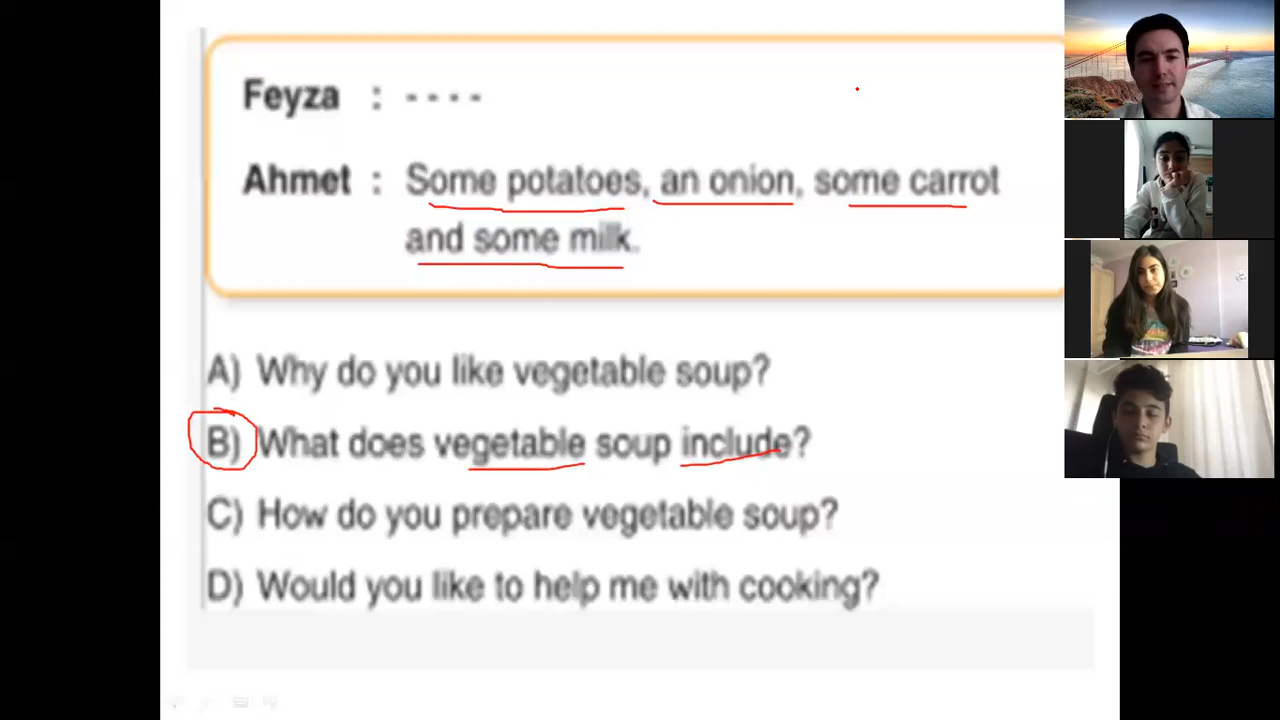 Feyza : - - - -
Ahmet : Some potatoes, an onion, some carrot
and some milk.
A) Why do you like vegetable soup?
B) What does vegetable soup include?
C) How do you prepare vegetable soup?
D) Would you like to help me with cooking?